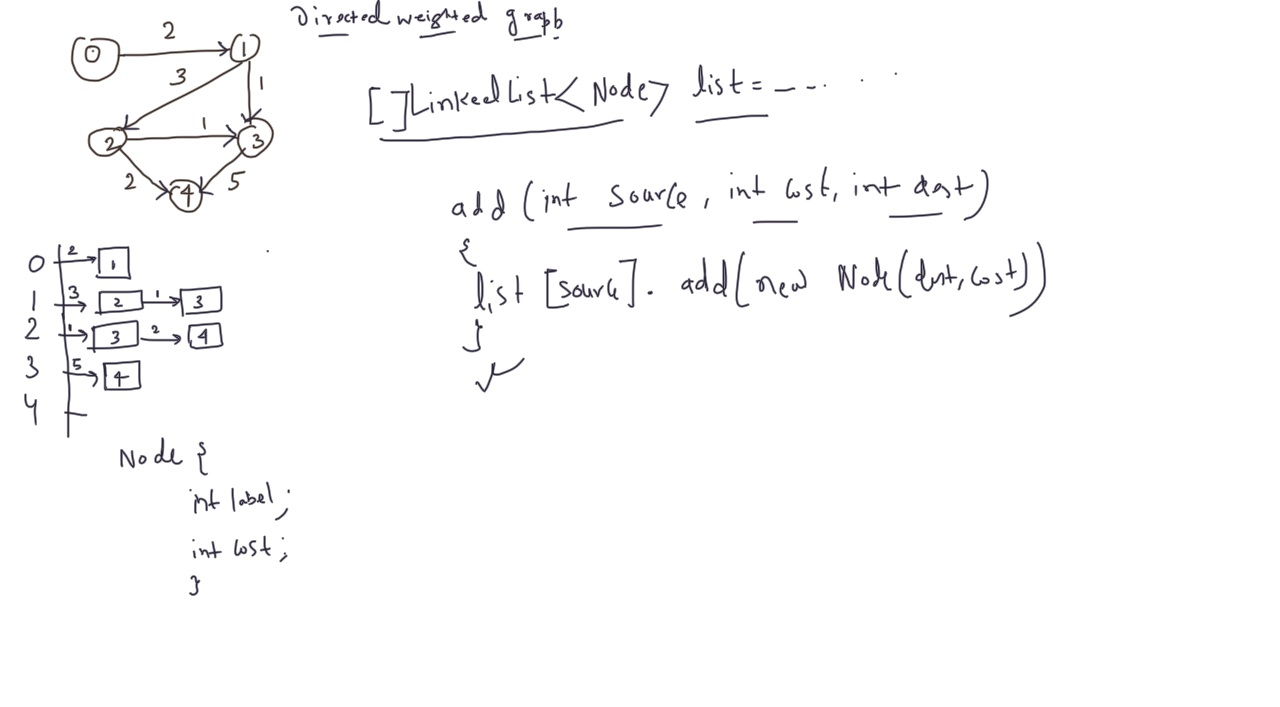 Directed weighted graph
0 2 1
3 1
2 1 3
2 4 5
[]LinkedList<Node> list = - - . . .
add (int source, int cost, int dest)
{
list [source]. add(new Node(dest, cost))
}
0 2 1
1 3 2 1 3
2 1 3 2 4
3 5 4
4
Node {
int label;
int cost;
}